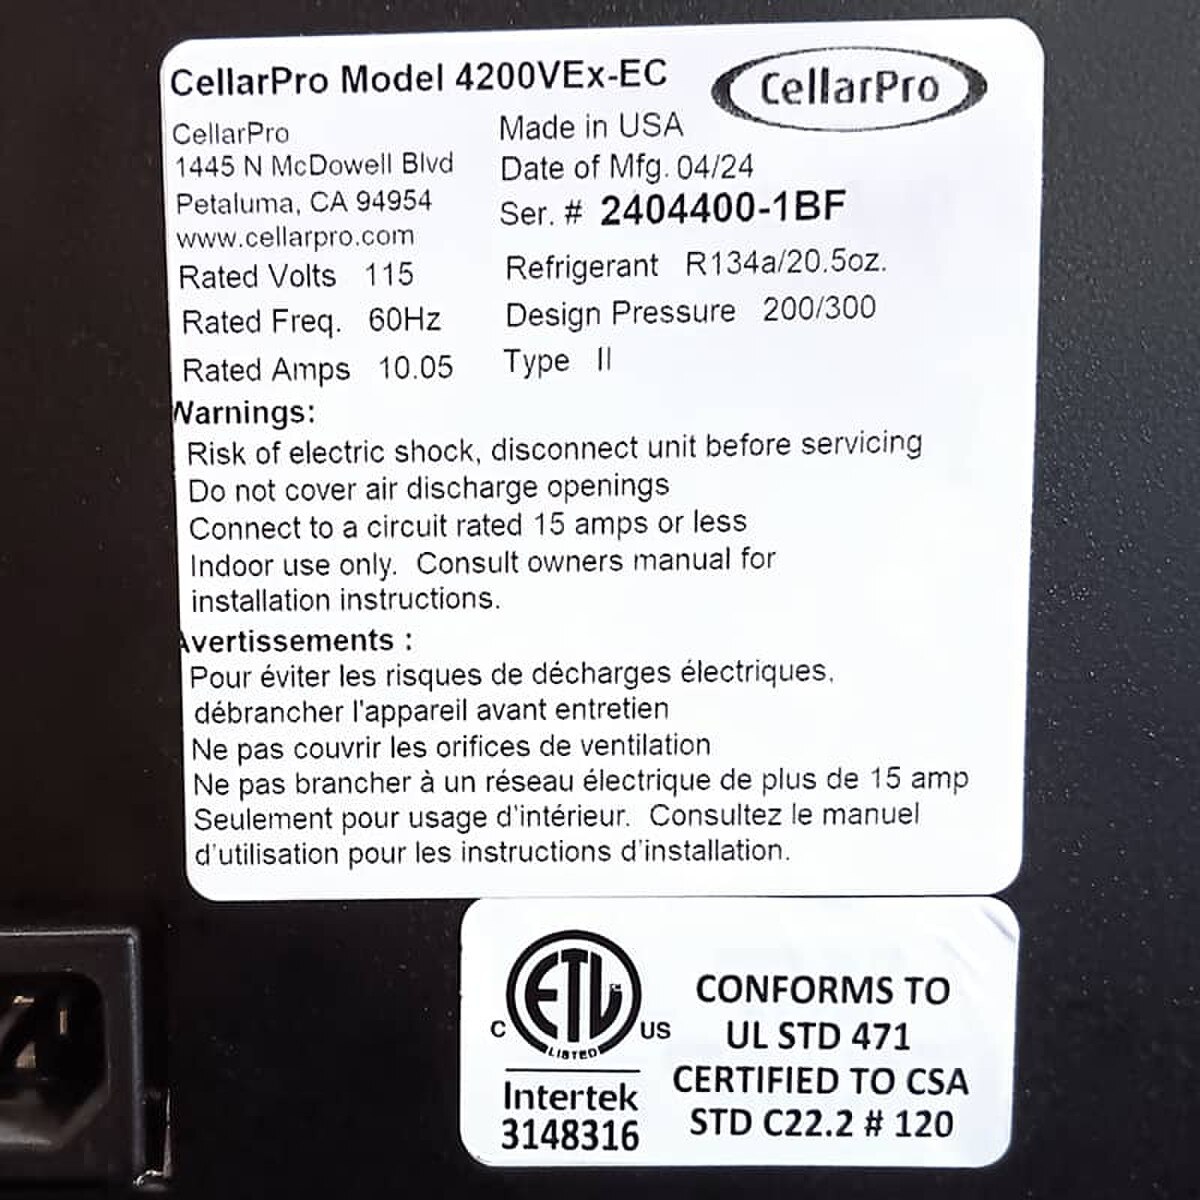 CellarPro Model 4200VEx-EC
CellarPro
CellarPro
1445 N McDowell Blvd
Petaluma, CA 94954
www.cellarpro.com
Made in USA
Date of Mfg. 04/24
Ser. # 2404400-1BF
Rated Volts 115
Rated Freq. 60Hz
Rated Amps 10.05
Refrigerant R134a/20.5oz.
Design Pressure 200/300
Type II
Warnings:
Risk of electric shock, disconnect unit before servicing
Do not cover air discharge openings
Connect to a circuit rated 15 amps or less
Indoor use only. Consult owners manual for
installation instructions.
Avertissements :
Pour éviter les risques de décharges électriques,
débrancher l'appareil avant entretien
Ne pas couvrir les orifices de ventilation
Ne pas brancher à un réseau électrique de plus de 15 amp
Seulement pour usage d'intérieur. Consultez le manuel
d'utilisation pour les instructions d'installation.
ETL
C US
LISTED
Intertek
3148316
CONFORMS TO
UL STD 471
CERTIFIED TO CSA
STD C22.2 # 120